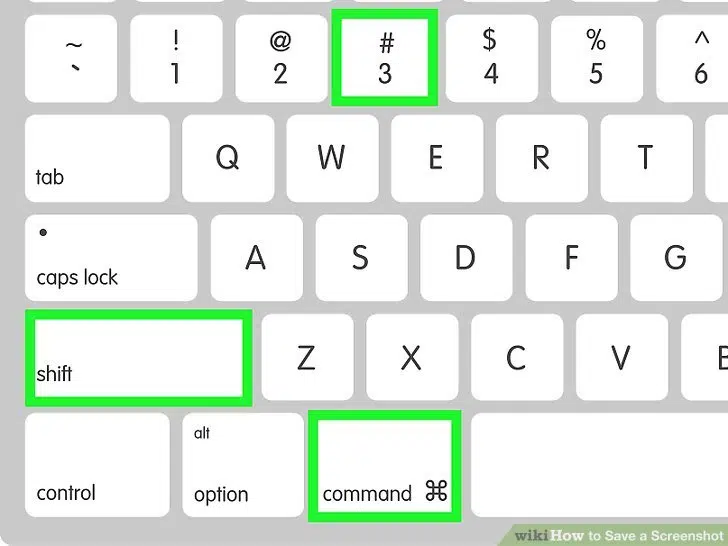 ~ ! @ # $ % ^
` 1 2 3 4 5 6
tab Q W E R T
caps lock A S D F G
shift Z X C V B
alt
control option command ⌘
wikiHow to Save a Screenshot